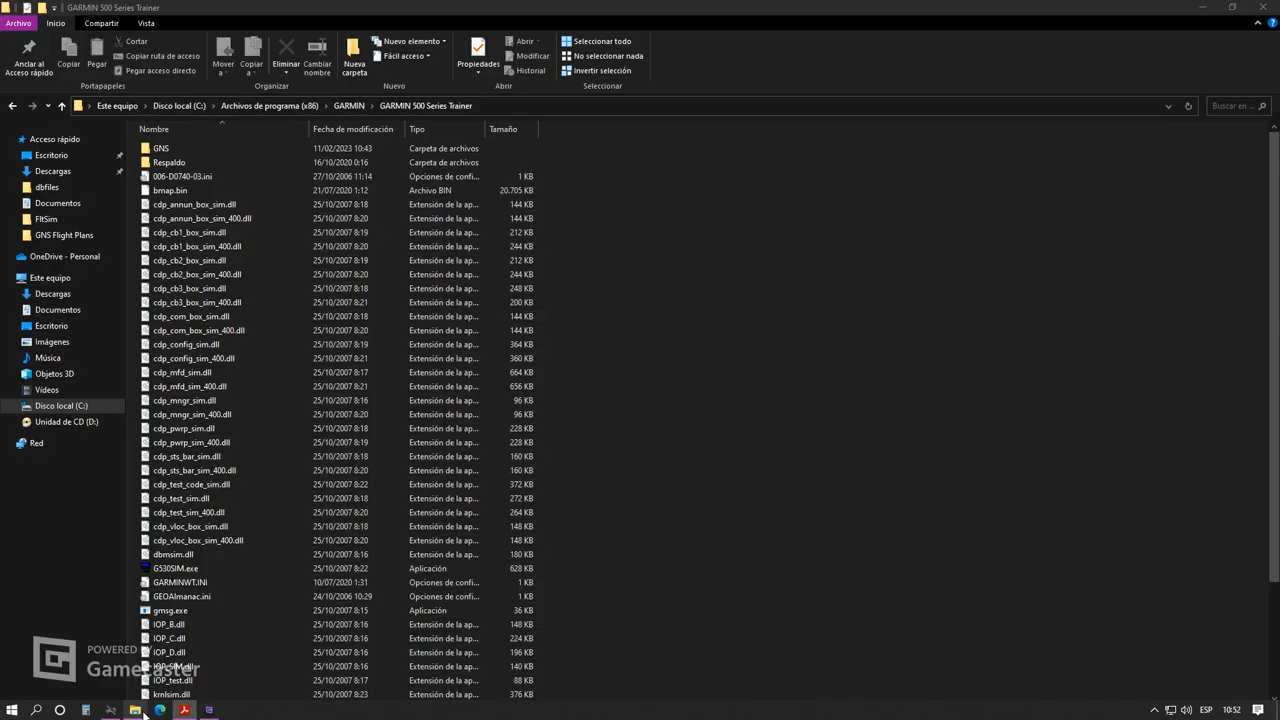 GARMIN 500 Series Trainer
Archivo Inicio Compartir Vista
Anclar al Acceso rápido
Copiar
Pegar
Cortar
Copiar ruta de acceso
Pegar acceso directo
Portapapeles
Mover a
Copiar a
Eliminar
Cambiar nombre
Organizar
Nueva carpeta
Nuevo elemento
Fácil acceso
Nuevo
Propiedades
Abrir
Modificar
Historial
Abrir
Seleccionar todo
No seleccionar nada
Invertir selección
Seleccionar
Este equipo > Disco local (C:) > Archivos de programa (x86) > GARMIN > GARMIN 500 Series Trainer
Buscar en ...
Acceso rápido
Escritorio
Descargas
dbfiles
Documentos
FltSim
GNS Flight Plans
OneDrive - Personal
Este equipo
Descargas
Documentos
Escritorio
Imágenes
Música
Objetos 3D
Vídeos
Disco local (C:)
Unidad de CD (D:)
Red
Nombre Fecha de modificación Tipo Tamaño
GNS 11/02/2023 10:43 Carpeta de archivos
Respaldo 16/10/2020 0:16 Carpeta de archivos
006-D0740-03.ini 27/10/2006 11:14 Opciones de confi... 1 KB
bmap.bin 21/07/2020 1:12 Archivo BIN 20.705 KB
cdp_annun_box_sim.dll 25/10/2007 8:18 Extensión de la ap... 144 KB
cdp_annun_box_sim_400.dll 25/10/2007 8:20 Extensión de la ap... 144 KB
cdp_cb1_box_sim.dll 25/10/2007 8:19 Extensión de la ap... 212 KB
cdp_cb1_box_sim_400.dll 25/10/2007 8:20 Extensión de la ap... 244 KB
cdp_cb2_box_sim.dll 25/10/2007 8:19 Extensión de la ap... 244 KB
cdp_cb2_box_sim_400.dll 25/10/2007 8:20 Extensión de la ap... 244 KB
cdp_cb3_box_sim.dll 25/10/2007 8:18 Extensión de la ap... 248 KB
cdp_cb3_box_sim_400.dll 25/10/2007 8:21 Extensión de la ap... 200 KB
cdp_com_box_sim.dll 25/10/2007 8:18 Extensión de la ap... 144 KB
cdp_com_box_sim_400.dll 25/10/2007 8:20 Extensión de la ap... 144 KB
cdp_config_sim.dll 25/10/2007 8:19 Extensión de la ap... 364 KB
cdp_config_sim_400.dll 25/10/2007 8:21 Extensión de la ap... 360 KB
cdp_mfd_sim.dll 25/10/2007 8:17 Extensión de la ap... 664 KB
cdp_mfd_sim_400.dll 25/10/2007 8:21 Extensión de la ap... 656 KB
cdp_mngr_sim.dll 25/10/2007 8:18 Extensión de la ap... 96 KB
cdp_mngr_sim_400.dll 25/10/2007 8:20 Extensión de la ap... 96 KB
cdp_pwrp_sim.dll 25/10/2007 8:18 Extensión de la ap... 228 KB
cdp_pwrp_sim_400.dll 25/10/2007 8:19 Extensión de la ap... 228 KB
cdp_sts_bar_sim.dll 25/10/2007 8:18 Extensión de la ap... 160 KB
cdp_sts_bar_sim_400.dll 25/10/2007 8:20 Extensión de la ap... 160 KB
cdp_test_code_sim.dll 25/10/2007 8:22 Extensión de la ap... 372 KB
cdp_test_sim.dll 25/10/2007 8:18 Extensión de la ap... 272 KB
cdp_test_sim_400.dll 25/10/2007 8:20 Extensión de la ap... 264 KB
cdp_vloc_box_sim.dll 25/10/2007 8:18 Extensión de la ap... 148 KB
cdp_vloc_box_sim_400.dll 25/10/2007 8:20 Extensión de la ap... 148 KB
dbmsim.dll 25/10/2007 8:16 Extensión de la ap... 180 KB
G530SIM.exe 25/10/2007 8:22 Aplicación 628 KB
GARMINWT.INI 10/07/2020 1:31 Opciones de confi... 1 KB
GEOAlmanac.ini 24/10/2006 10:29 Opciones de confi... 1 KB
gmsg.exe 25/10/2007 8:15 Aplicación 36 KB
IOP_B.dll 25/10/2007 8:16 Extensión de la ap... 148 KB
IOP_C.dll 25/10/2007 8:16 Extensión de la ap... 224 KB
IOP_D.dll 25/10/2007 8:16 Extensión de la ap... 196 KB
IOP_SIM.dll 25/10/2007 8:16 Extensión de la ap... 140 KB
IOP_test.dll 25/10/2007 8:17 Extensión de la ap... 88 KB
krnlsim.dll 25/10/2007 8:23 Extensión de la ap... 376 KB
POWERED BY
GameCaster
ESP 10:52